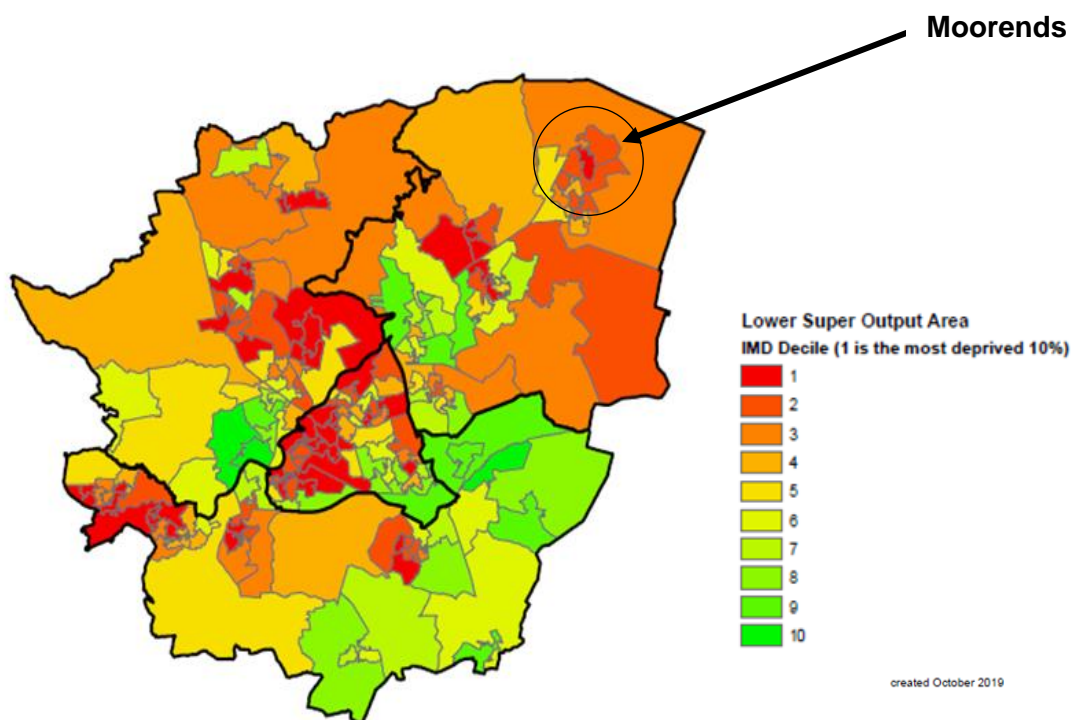 Moorends
Lower Super Output Area
IMD Decile (1 is the most deprived 10%)
1
2
3
4
5
6
7
8
9
10
created October 2019